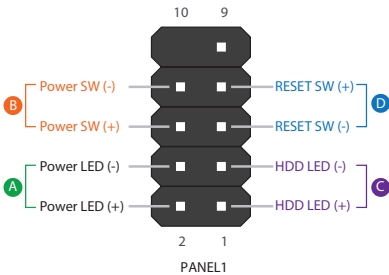 10 9
Power SW (-) RESET SW (+)
B D
Power SW (+) RESET SW (-)
Power LED (-) HDD LED (-)
A C
Power LED (+) HDD LED (+)
2 1
PANEL1